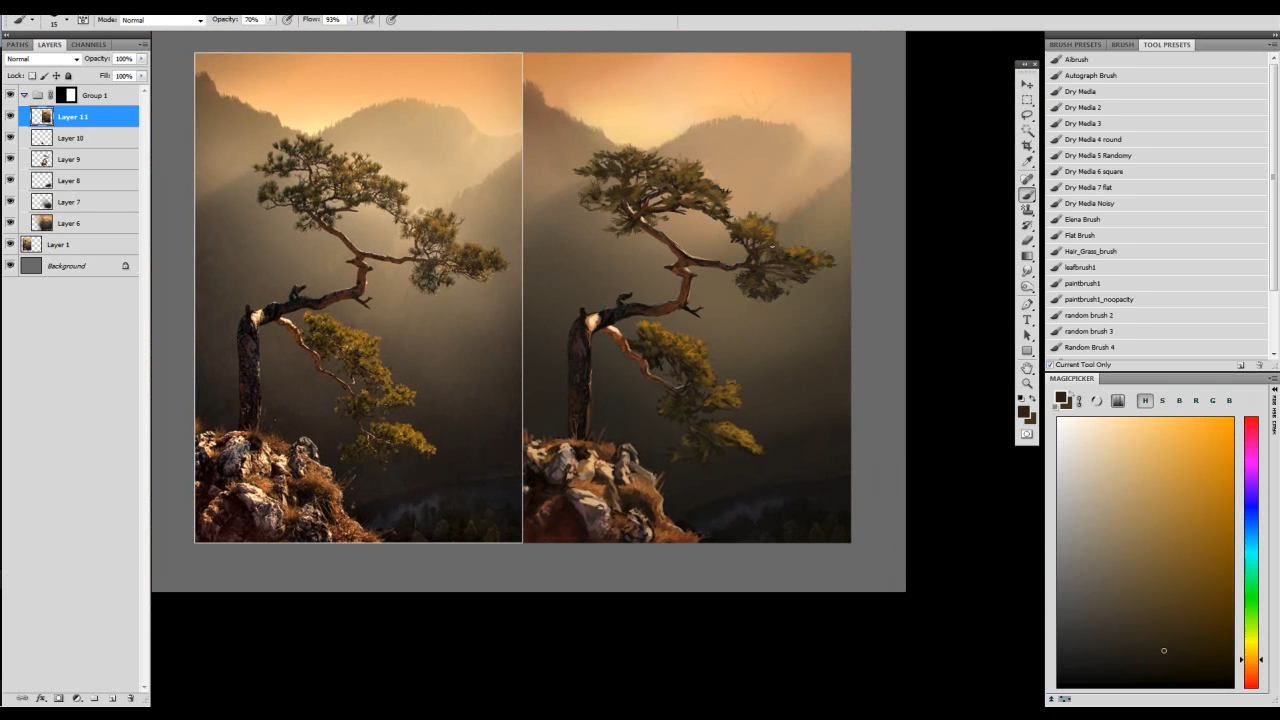 15 Mode: Normal Opacity: 70% Flow: 93%
PATHS LAYERS CHANNELS
Normal Opacity: 100%
Lock: Fill: 100%
Group 1
Layer 11
Layer 10
Layer 9
Layer 8
Layer 7
Layer 6
Layer 1
Background
fx
T
BRUSH PRESETS BRUSH TOOL PRESETS
Aibrush
Autograph Brush
Dry Media
Dry Media 2
Dry Media 3
Dry Media 4 round
Dry Media 5 Randomy
Dry Media 6 square
Dry Media 7 flat
Dry Media Noisy
Elena Brush
Flat Brush
Hair_Grass_brush
leafbrush1
paintbrush1
paintbrush1_noopacity
random brush 2
random brush 3
Random Brush 4
Current Tool Only
MAGICPICKER
H S B R G B